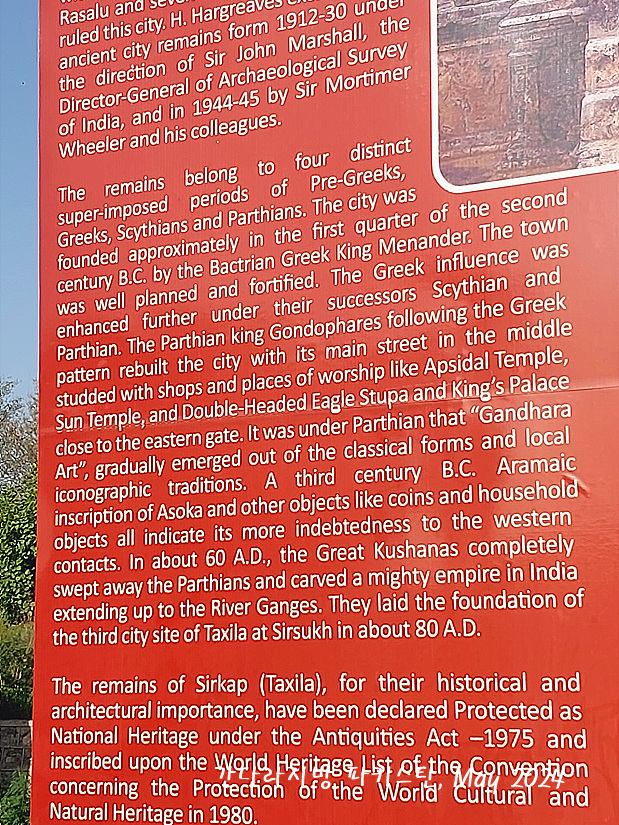 Rasalu and
ruled this city. H. Hargreaves
ancient city remains form 1912-30 under
the direction of Sir John Marshall, the
Director-General of Archaeological Survey
of India, and in 1944-45 by Sir Mortimer
Wheeler and his colleagues.
The remains belong to four distinct
super-imposed periods of Pre-Greeks,
Greeks, Scythians and Parthians. The city was
founded approximately in the first quarter of the second
century B.C. by the Bactrian Greek King Menander. The town
was well planned and fortified. The Greek influence was
enhanced further under their successors Scythian and
Parthian. The Parthian king Gondophares following the Greek
pattern rebuilt the city with its main street in the middle
studded with shops and places of worship like Apsidal Temple,
Sun Temple, and Double-Headed Eagle Stupa and King's Palace
close to the eastern gate. It was under Parthian that “Gandhara
Art”, gradually emerged out of the classical forms and local
iconographic traditions. A third century B.C. Aramaic
inscription of Asoka and other objects like coins and household
objects all indicate its more indebtedness to the western
contacts. In about 60 A.D., the Great Kushanas completely
swept away the Parthians and carved a mighty empire in India
extending up to the River Ganges. They laid the foundation of
the third city site of Taxila at Sirsukh in about 80 A.D.
The remains of Sirkap (Taxila), for their historical and
architectural importance, have been declared Protected as
National Heritage under the Antiquities Act –1975 and
inscribed upon the World Heritage List of the Convention
파키스탄, May 2024
concerning the Protection of the World Cultural and
Natural Heritage in 1980.